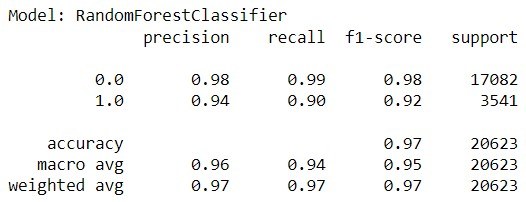 Model: RandomForestClassifier
precision recall f1-score support
0.0 0.98 0.99 0.98 17082
1.0 0.94 0.90 0.92 3541
accuracy 0.97 20623
macro avg 0.96 0.94 0.95 20623
weighted avg 0.97 0.97 0.97 20623